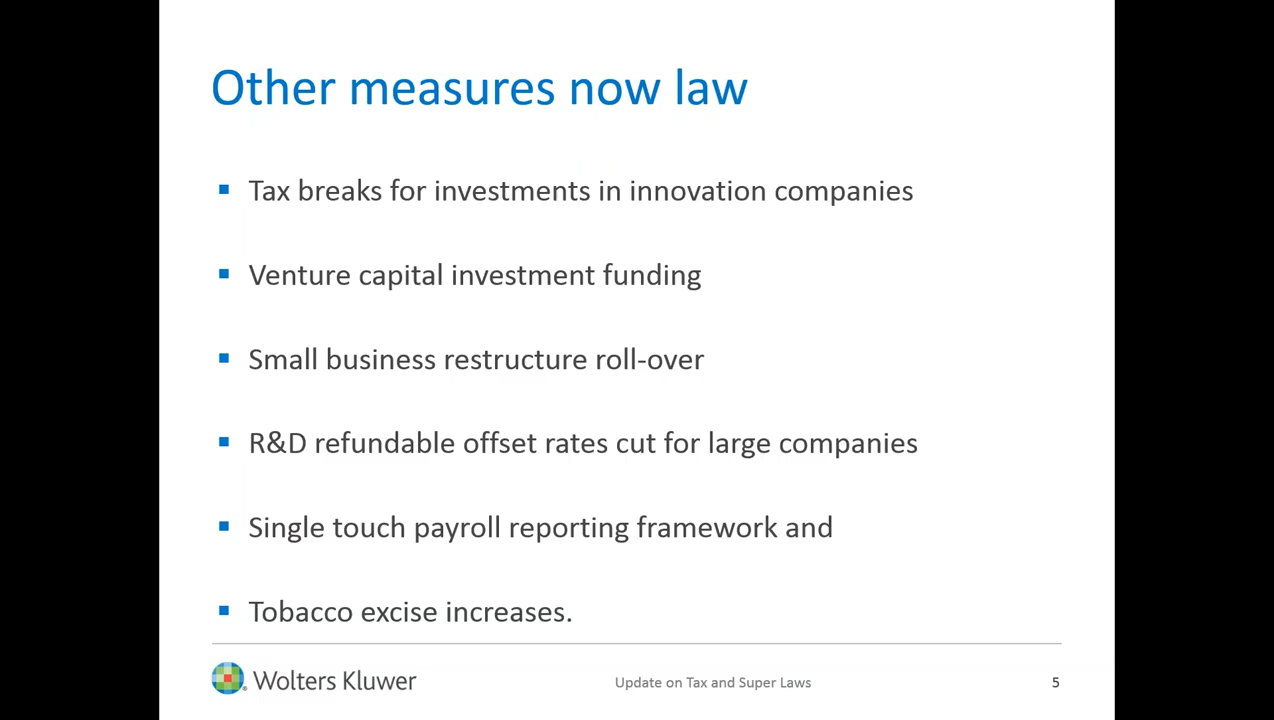 Other measures now law
▪ Tax breaks for investments in innovation companies
▪ Venture capital investment funding
▪ Small business restructure roll-over
▪ R&D refundable offset rates cut for large companies
▪ Single touch payroll reporting framework and
▪ Tobacco excise increases.
Wolters Kluwer
Update on Tax and Super Laws
5